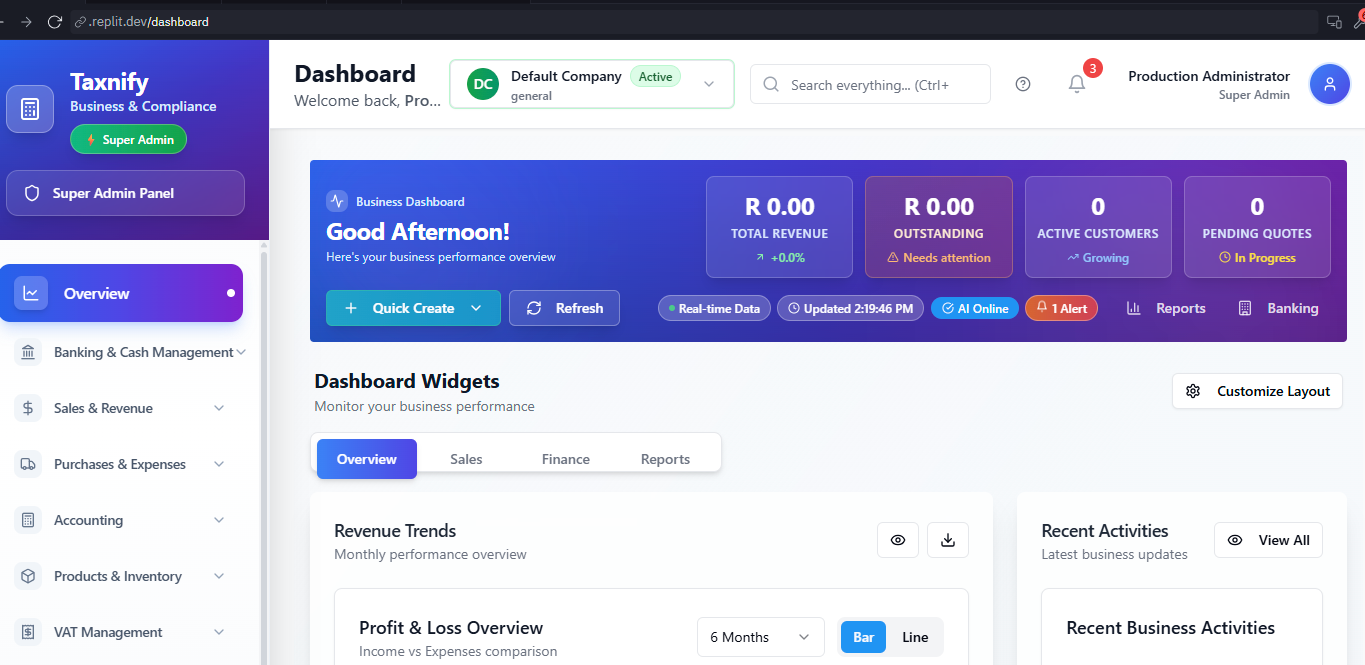 .replit.dev/dashboard
Taxnify
Business & Compliance
Super Admin
Super Admin Panel
Overview
Banking & Cash Management
Sales & Revenue
Purchases & Expenses
Accounting
Products & Inventory
VAT Management
Dashboard
Welcome back, Pro...
DC
Default Company
Active
general
Search everything... (Ctrl+
3
Production Administrator
Super Admin
Business Dashboard
Good Afternoon!
Here's your business performance overview
R 0.00
TOTAL REVENUE
+0.0%
R 0.00
OUTSTANDING
Needs attention
0
ACTIVE CUSTOMERS
Growing
0
PENDING QUOTES
In Progress
Quick Create
Refresh
Real-time Data
Updated 2:19:46 PM
AI Online
1 Alert
Reports
Banking
Dashboard Widgets
Monitor your business performance
Customize Layout
Overview
Sales
Finance
Reports
Revenue Trends
Monthly performance overview
Profit & Loss Overview
Income vs Expenses comparison
6 Months
Bar
Line
Recent Activities
Latest business updates
View All
Recent Business Activities